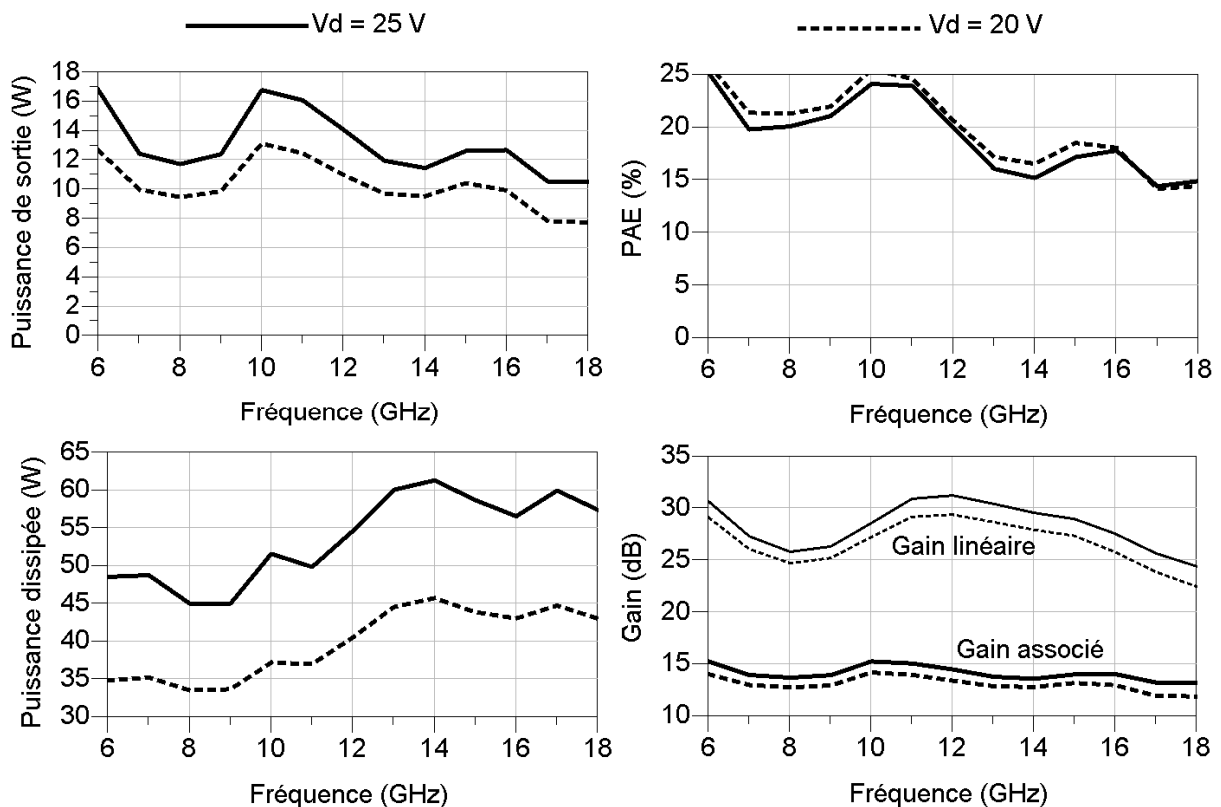 Vd = 25 V
Vd = 20 V
Puissance de sortie (W)
18
16
14
12
10
8
6
4
2
0
6 8 10 12 14 16 18
Fréquence (GHz)
PAE (%)
25
20
15
10
5
0
6 8 10 12 14 16 18
Fréquence (GHz)
Puissance dissipée (W)
65
60
55
50
45
40
35
30
6 8 10 12 14 16 18
Fréquence (GHz)
Gain (dB)
35
30
25
20
15
10
Gain linéaire
Gain associé
6 8 10 12 14 16 18
Fréquence (GHz)